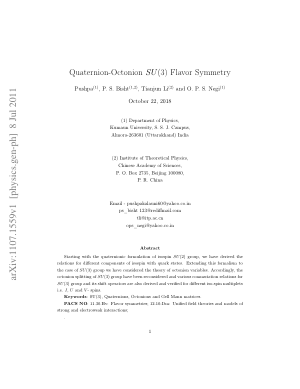 Quaternion-Octonion SU(3) Flavor Symmetry
Pushpa(1), P. S. Bisht(1,2), Tianjun Li(2) and O. P. S. Negi(1)
October 22, 2018
(1) Department of Physics,
Kumaun University, S. S. J. Campus,
Almora-263601 (Uttarakhand) India
(2) Institute of Theoretical Physics,
Chinese Academy of Sciences,
P. O. Box 2735, Beijing 100080,
P. R. China
Email - pushpakalauni60@yahoo.co.in
ps_bisht 123@rediffmail.com
tli@itp.ac.cn
ops_negi@yahoo.co.in
Abstract
Starting with the quaternionic formulation of isospin SU(2) group, we have derived the
relations for different components of isospin with quark states. Extending this formalism to
the case of SU(3) group we have considered the theory of octonion variables. Accordingly, the
octonion splitting of SU(3) group have been reconsidered and various commutation relations for
SU(3) group and its shift operators are also derived and verified for different iso-spin multiplets
i.e. I, U and V- spins.
Keywords: SU(3), Quaternions, Octonions and Gell Mann matrices
PACS NO: 11.30.Hv: Flavor symmetries; 12.10-Dm: Unified field theories and models of
strong and electroweak interactions
1
arXiv:1107.1559v1 [physics.gen-ph] 8 Jul 2011